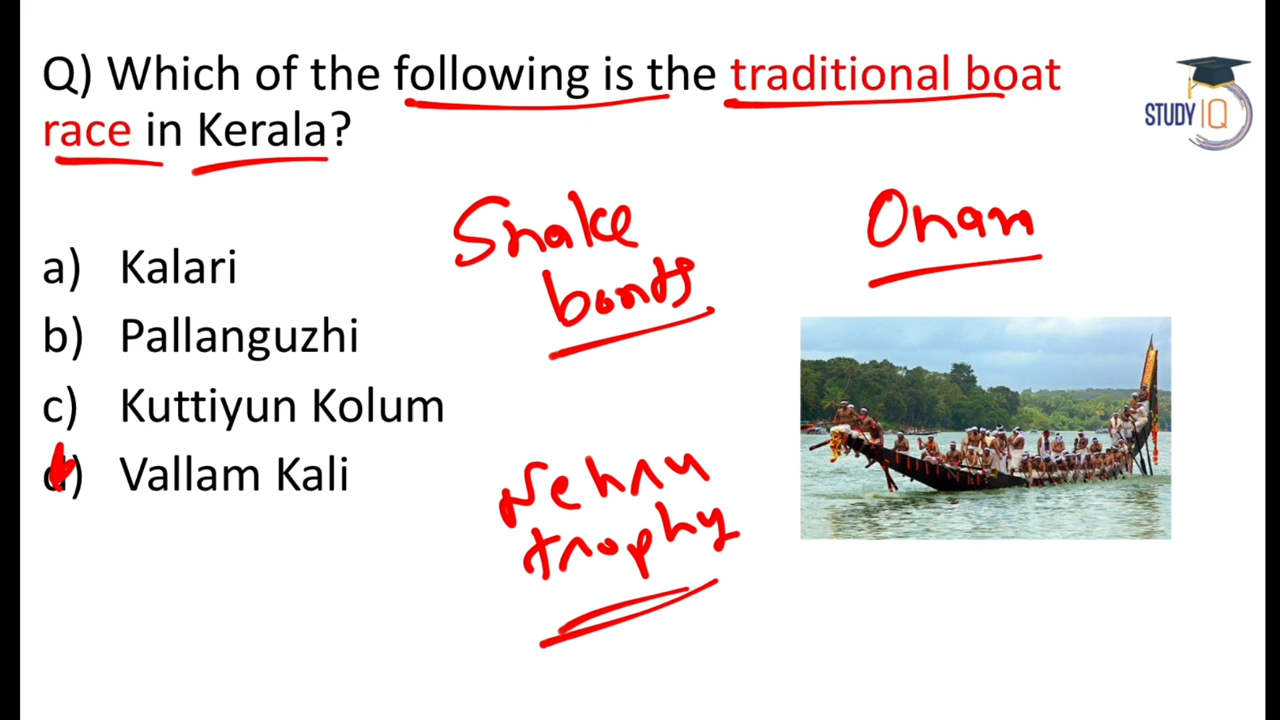 Q) Which of the following is the traditional boat
race in Kerala?
STUDY IQ
Snake
boats
Onam
a) Kalari
b) Pallanguzhi
c) Kuttiyun Kolum
d) Vallam Kali
Nehru
trophy